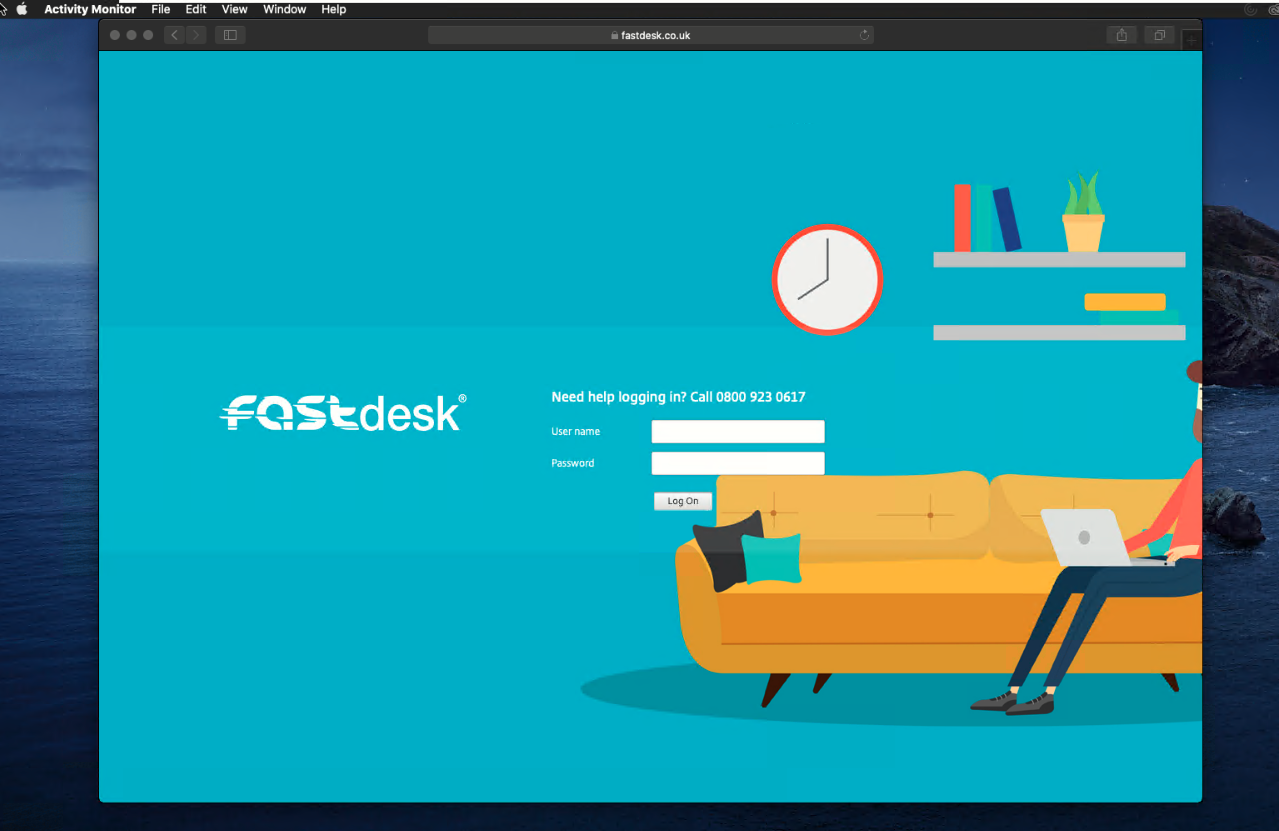 Activity Monitor File Edit View Window Help
fastdesk.co.uk
fastdesk®
Need help logging in? Call 0800 923 0617
User name
Password
Log On